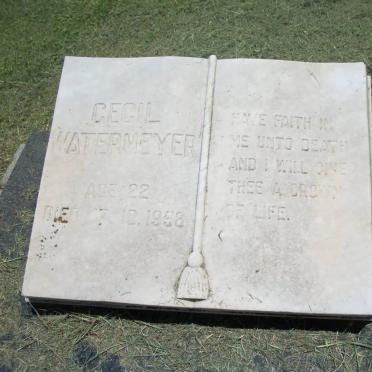 CECIL
WATERMEYER
AGE 22
DIED 7.10.1958
HAVE FAITH IN
ME UNTO DEATH
AND I WILL GIVE
THEE A CROWN
OF LIFE.